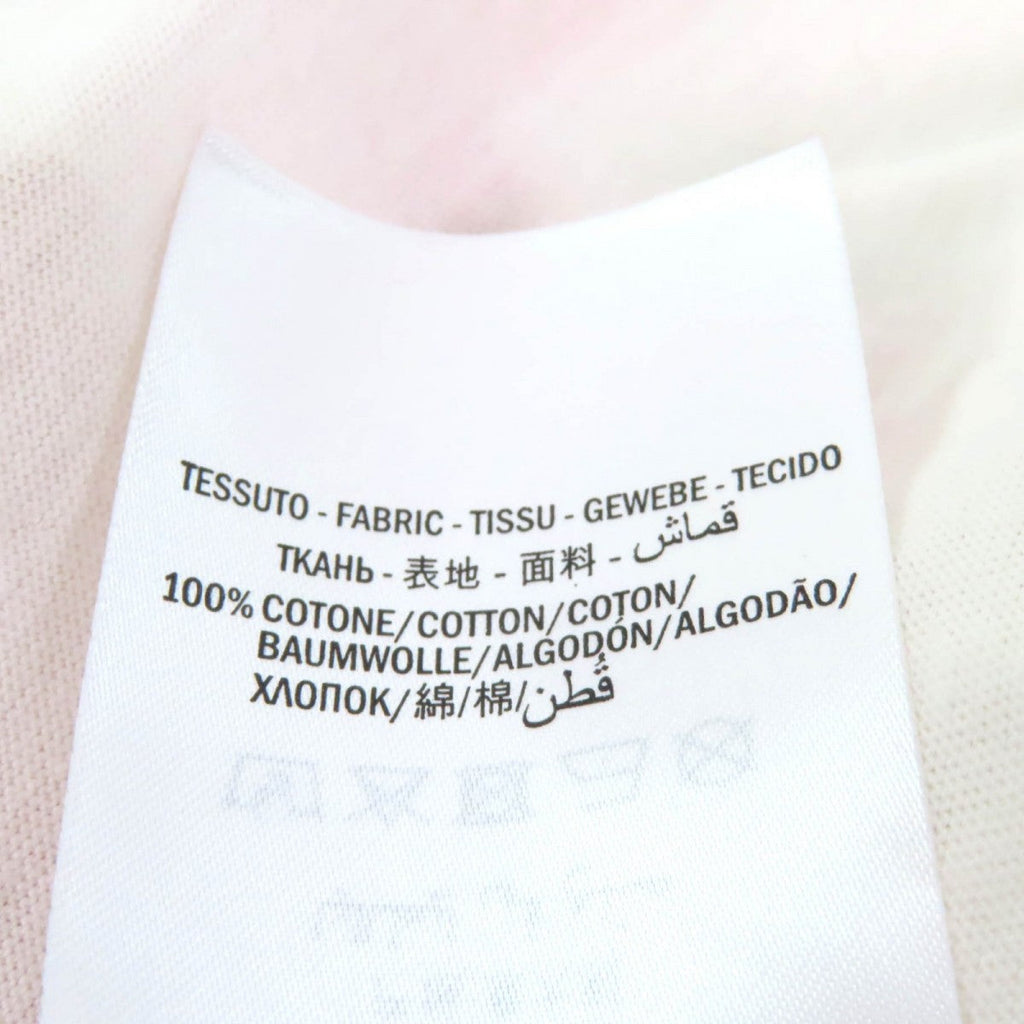 TESSUTO - FABRIC - TISSU - GEWEBE - TECIDO
ТКАНЬ - 表地 - 面料 - قماش
100% COTONE/COTTON/COTON/
BAUMWOLLE/ALGODÓN/ALGODÃO/
ХЛОПОК/綿/棉/قُطن